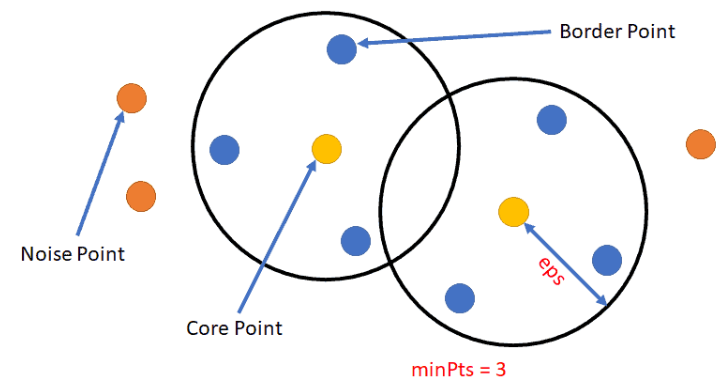 Border Point
Noise Point
eps
Core Point
minPts = 3